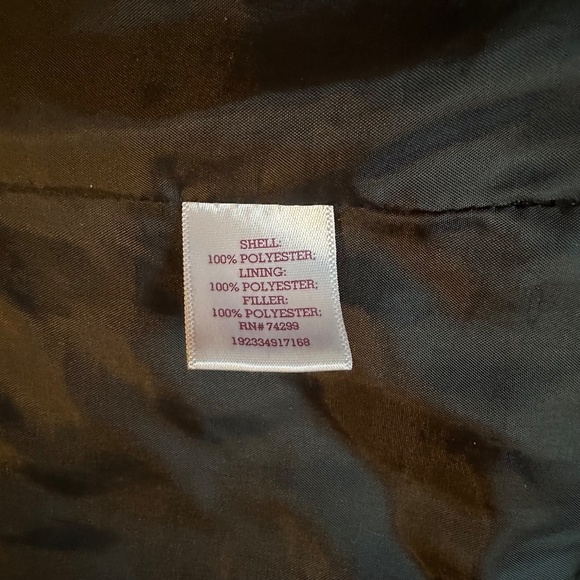 SHELL:
100% POLYESTER;
LINING:
100% POLYESTER;
FILLER:
100% POLYESTER;
RN# 74299
192334917168